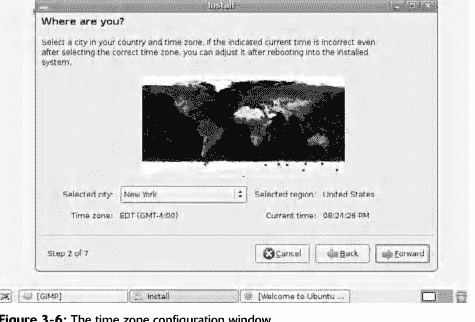 Install
Where are you?
Select a city in your country and time zone. If the indicated current time is incorrect even
after selecting the correct time zone, you can adjust it after rebooting into the installed
system.
Selected city: New York Selected region: United States
Time zone: EDT (GMT-4:00) Current time: 08:24:26 PM
Step 2 of 7 Cancel Back Forward
[GIMP] Install [Welcome to Ubuntu ...
Figure 3-6: The time zone configuration window